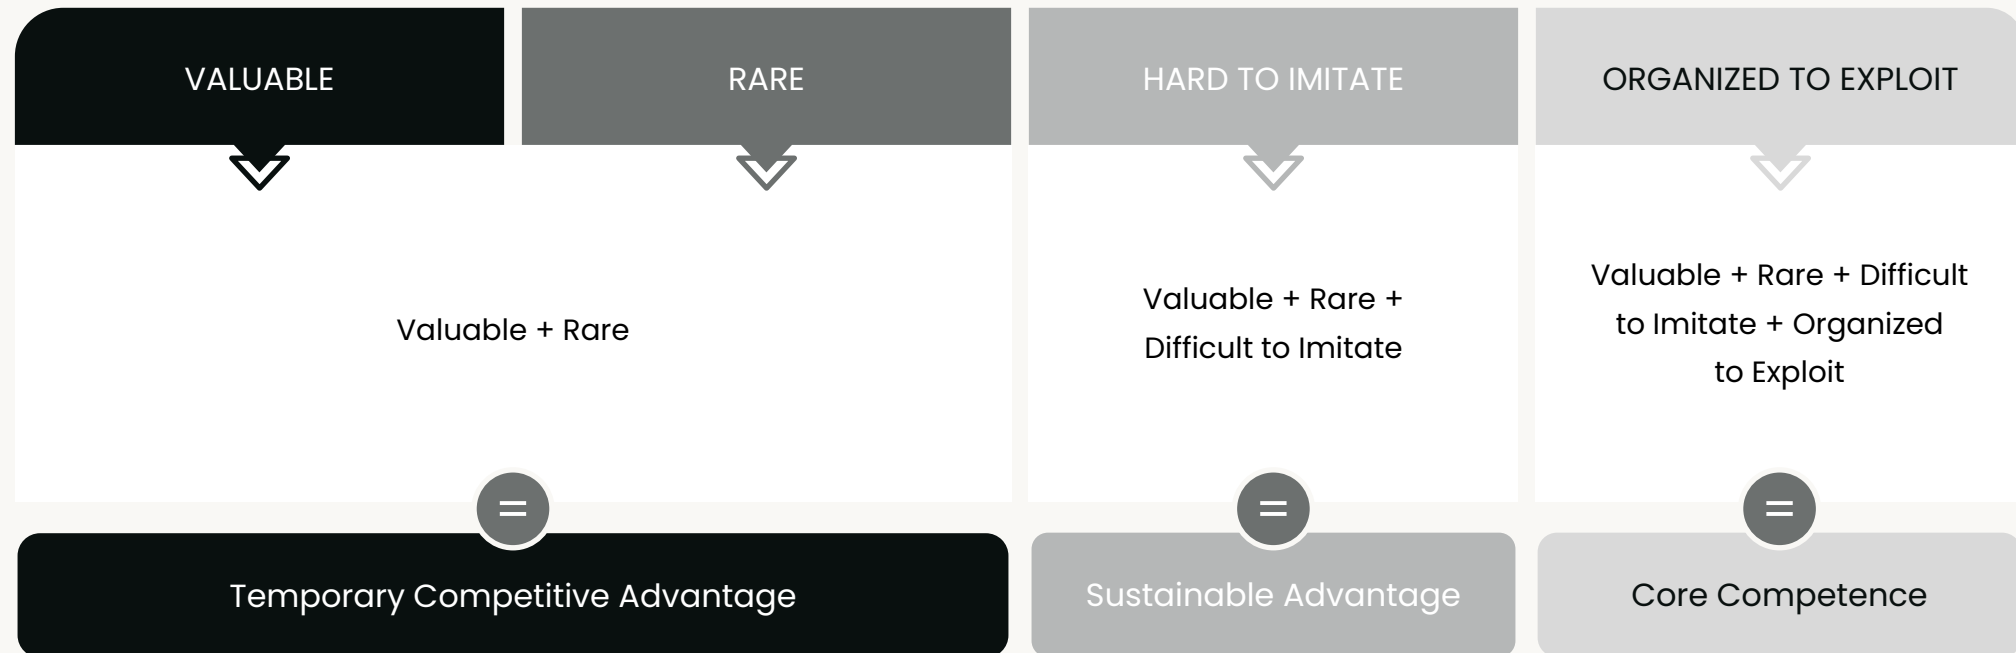 VALUABLE
RARE
HARD TO IMITATE
ORGANIZED TO EXPLOIT
Valuable + Rare
Valuable + Rare +
Difficult to Imitate
Valuable + Rare + Difficult
to Imitate + Organized
to Exploit
=
=
=
Temporary Competitive Advantage
Sustainable Advantage
Core Competence